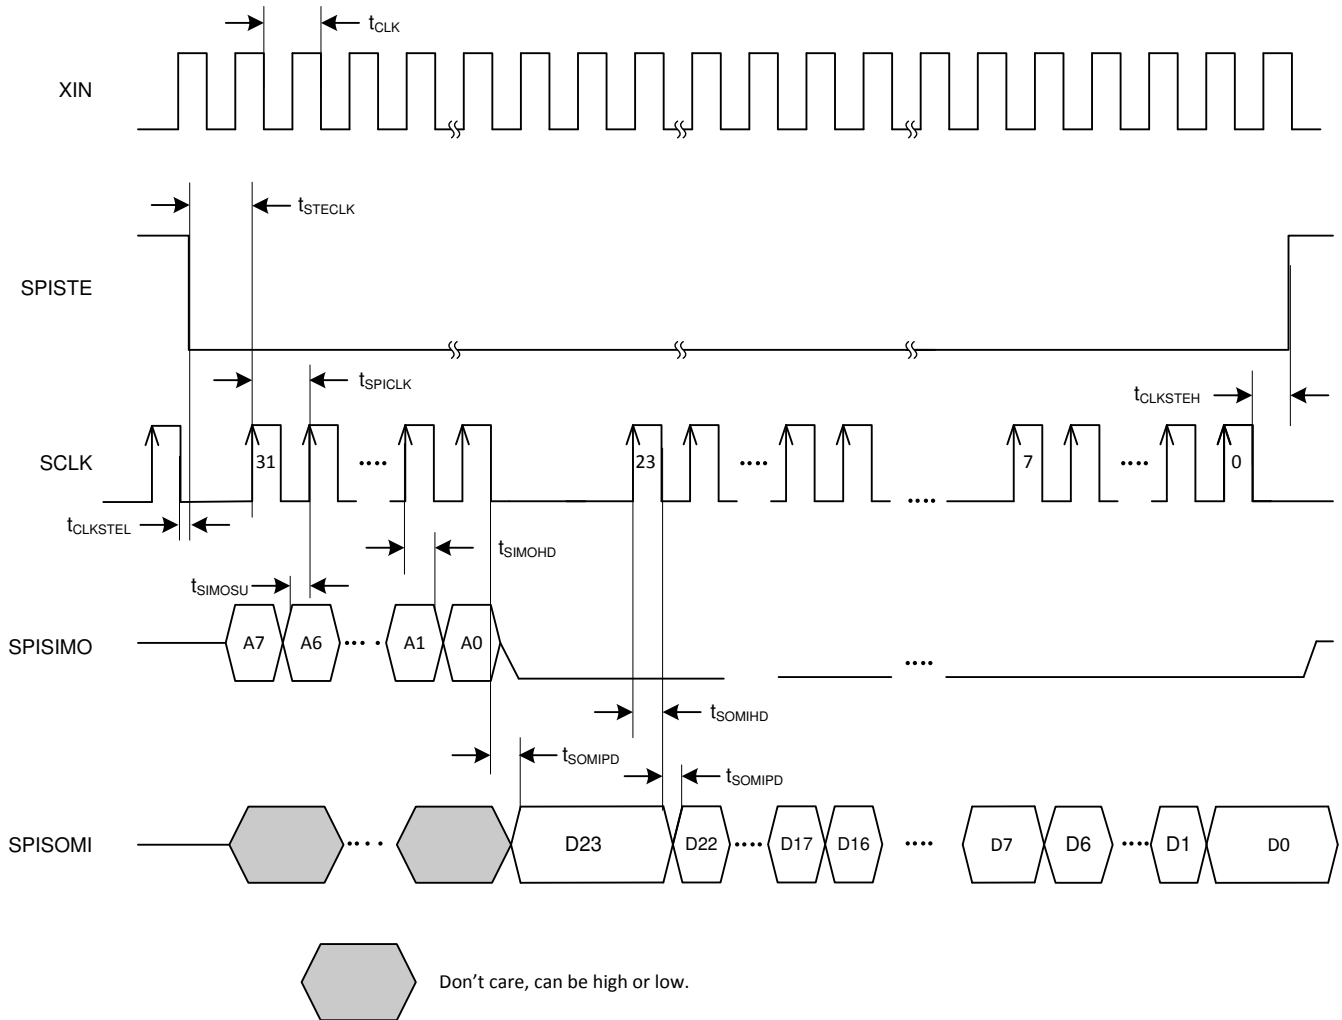 tCLK
XIN
tSTECLK
SPISTE
tSPICLK
tCLKSTEH
SCLK 31 .... 23 .... .... 7 .... 0
tCLKSTEL
tSIMOHD
tSIMOSU
SPISIMO A7 A6 .... A1 A0 ....
tSOMIHD
tSOMIPD tSOMIPD
SPISOMI .... D23 D22 .... D17 D16 .... D7 D6 .... D1 D0
Don’t care, can be high or low.